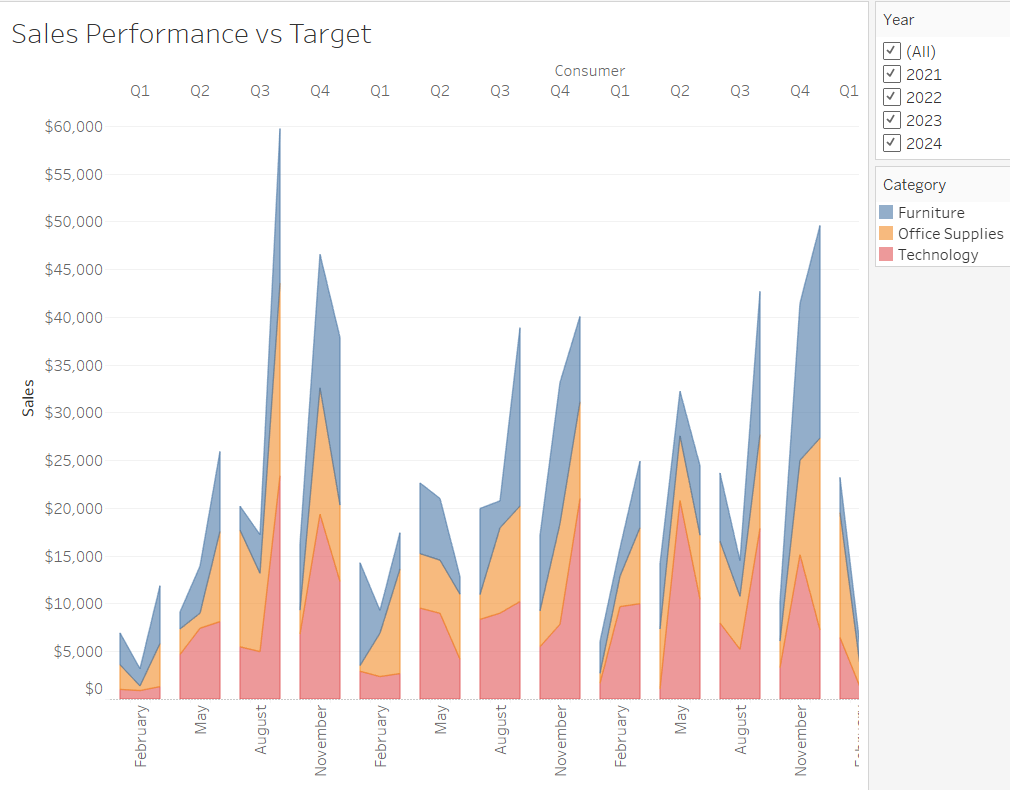 Sales Performance vs Target
Consumer
Q1 Q2 Q3 Q4 Q1 Q2 Q3 Q4 Q1 Q2 Q3 Q4 Q1
$60,000
$55,000
$50,000
$45,000
$40,000
$35,000
$30,000
$25,000
$20,000
$15,000
$10,000
$5,000
$0
Sales
February May August November February May August November February May August November
Year
(All)
2021
2022
2023
2024
Category
Furniture
Office Supplies
Technology